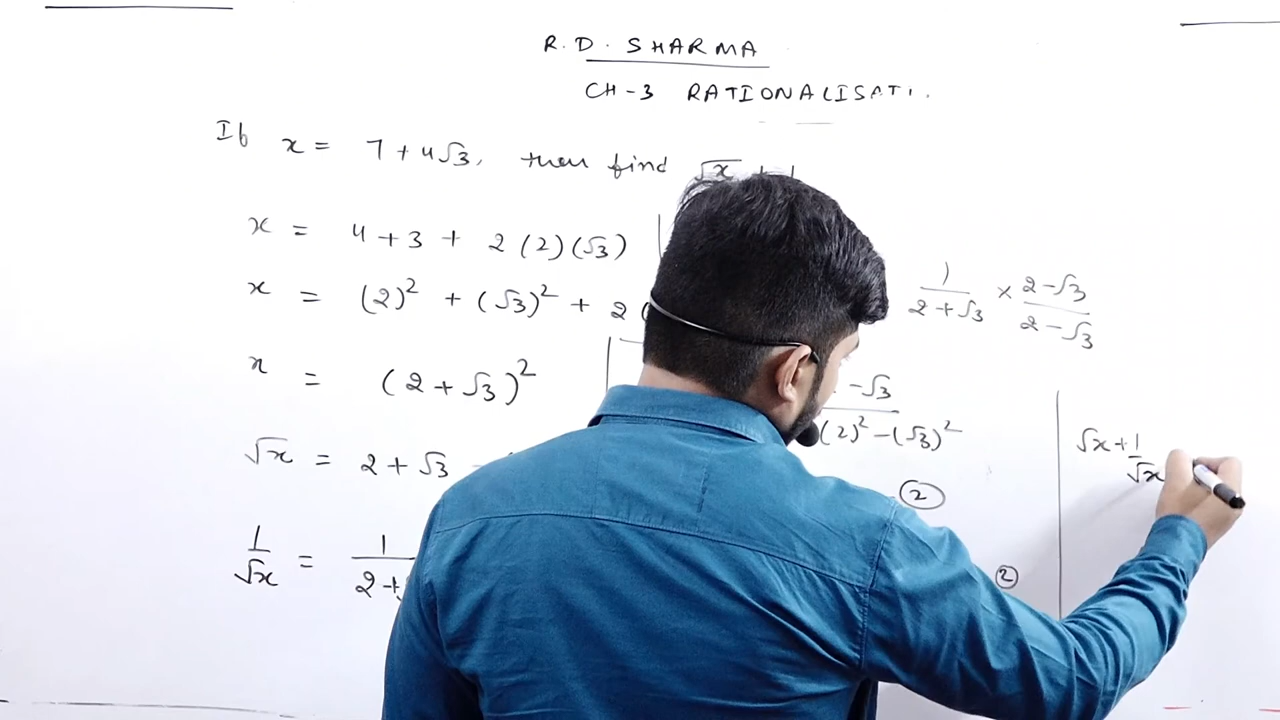 R.D. SHARMA
CH-3 RATIONALISATI
If x = 7+4√3, then find √x + 1
x = 4+3 + 2(2)(√3)
x = (2)² + (√3)² + 2
x = (2+√3)²
√x = 2+√3
1/√x = 1/2+
1/2+√3 × 2-√3/2-√3
-√3/(2)²-(√3)²
②
②
√x+1/√x